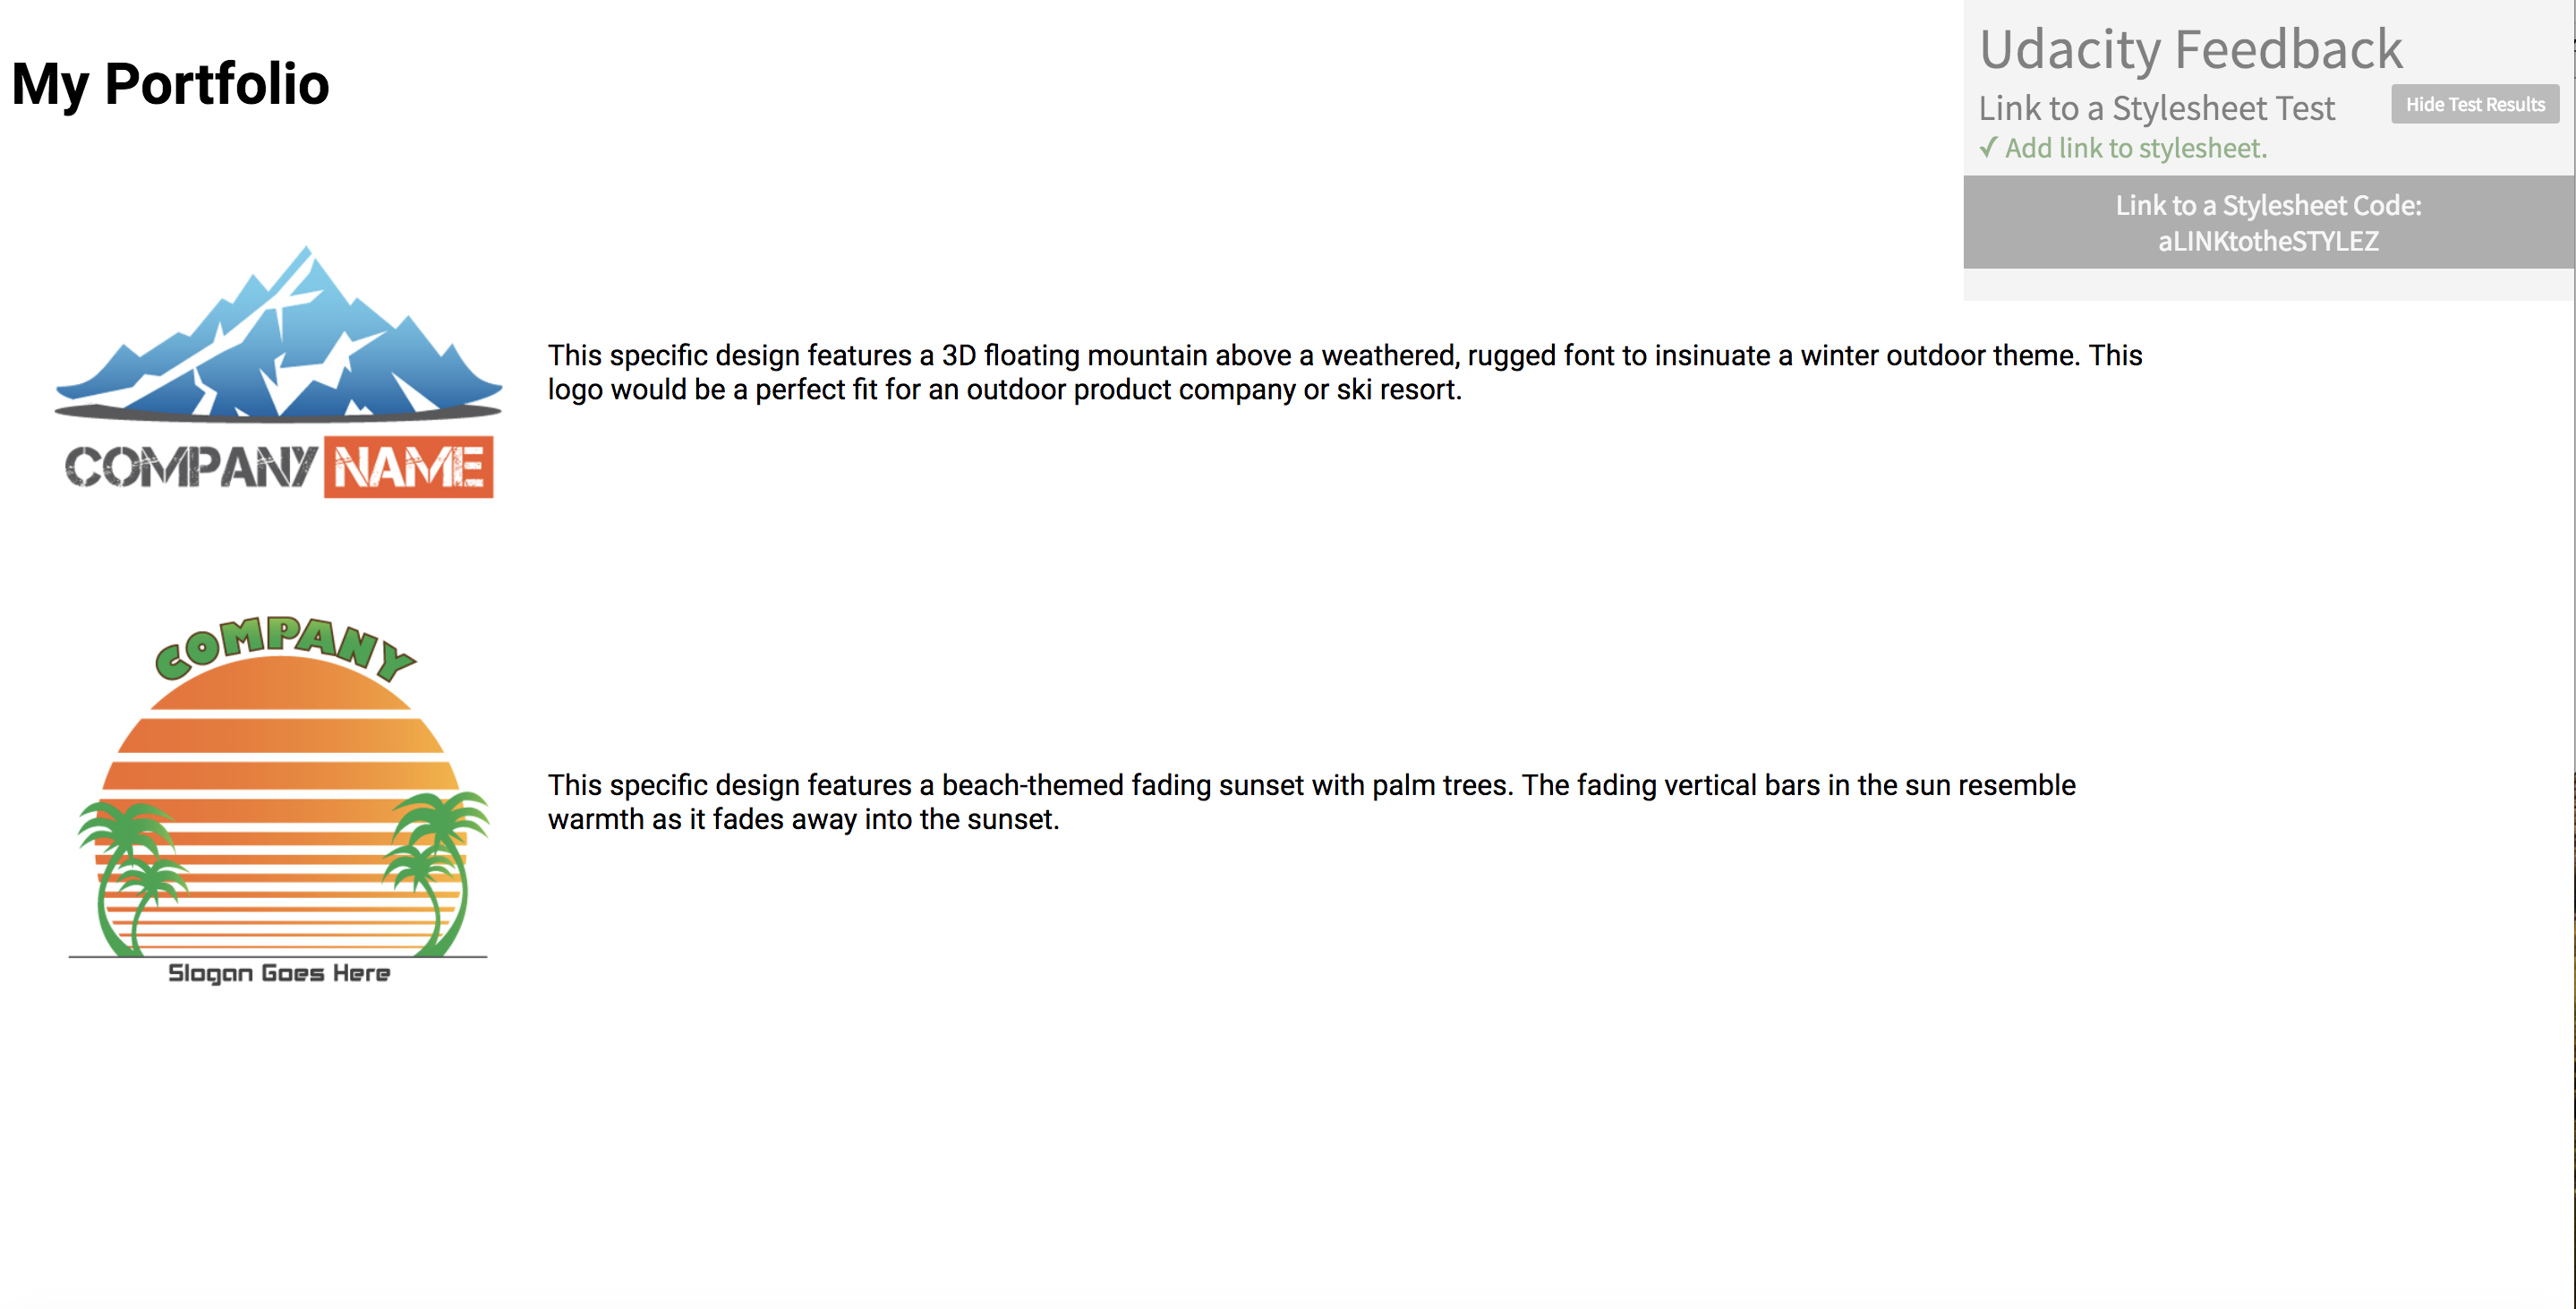 My Portfolio
Udacity Feedback
Link to a Stylesheet Test
Hide Test Results
✓ Add link to stylesheet.
Link to a Stylesheet Code:
aLINKtotheSTYLEZ
COMPANY NAME
This specific design features a 3D floating mountain above a weathered, rugged font to insinuate a winter outdoor theme. This
logo would be a perfect fit for an outdoor product company or ski resort.
COMPANY
Slogan Goes Here
This specific design features a beach-themed fading sunset with palm trees. The fading vertical bars in the sun resemble
warmth as it fades away into the sunset.